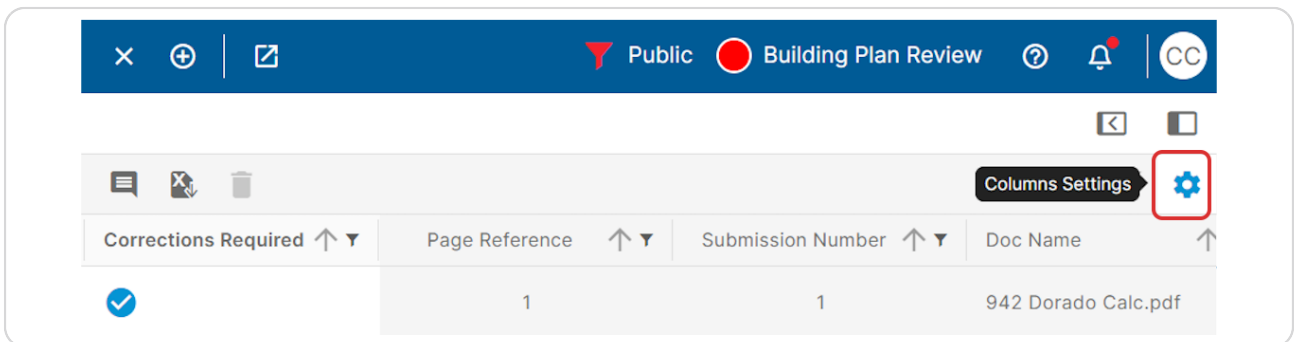 Public Building Plan Review CC
Columns Settings
Corrections Required Page Reference Submission Number Doc Name
1 1 942 Dorado Calc.pdf